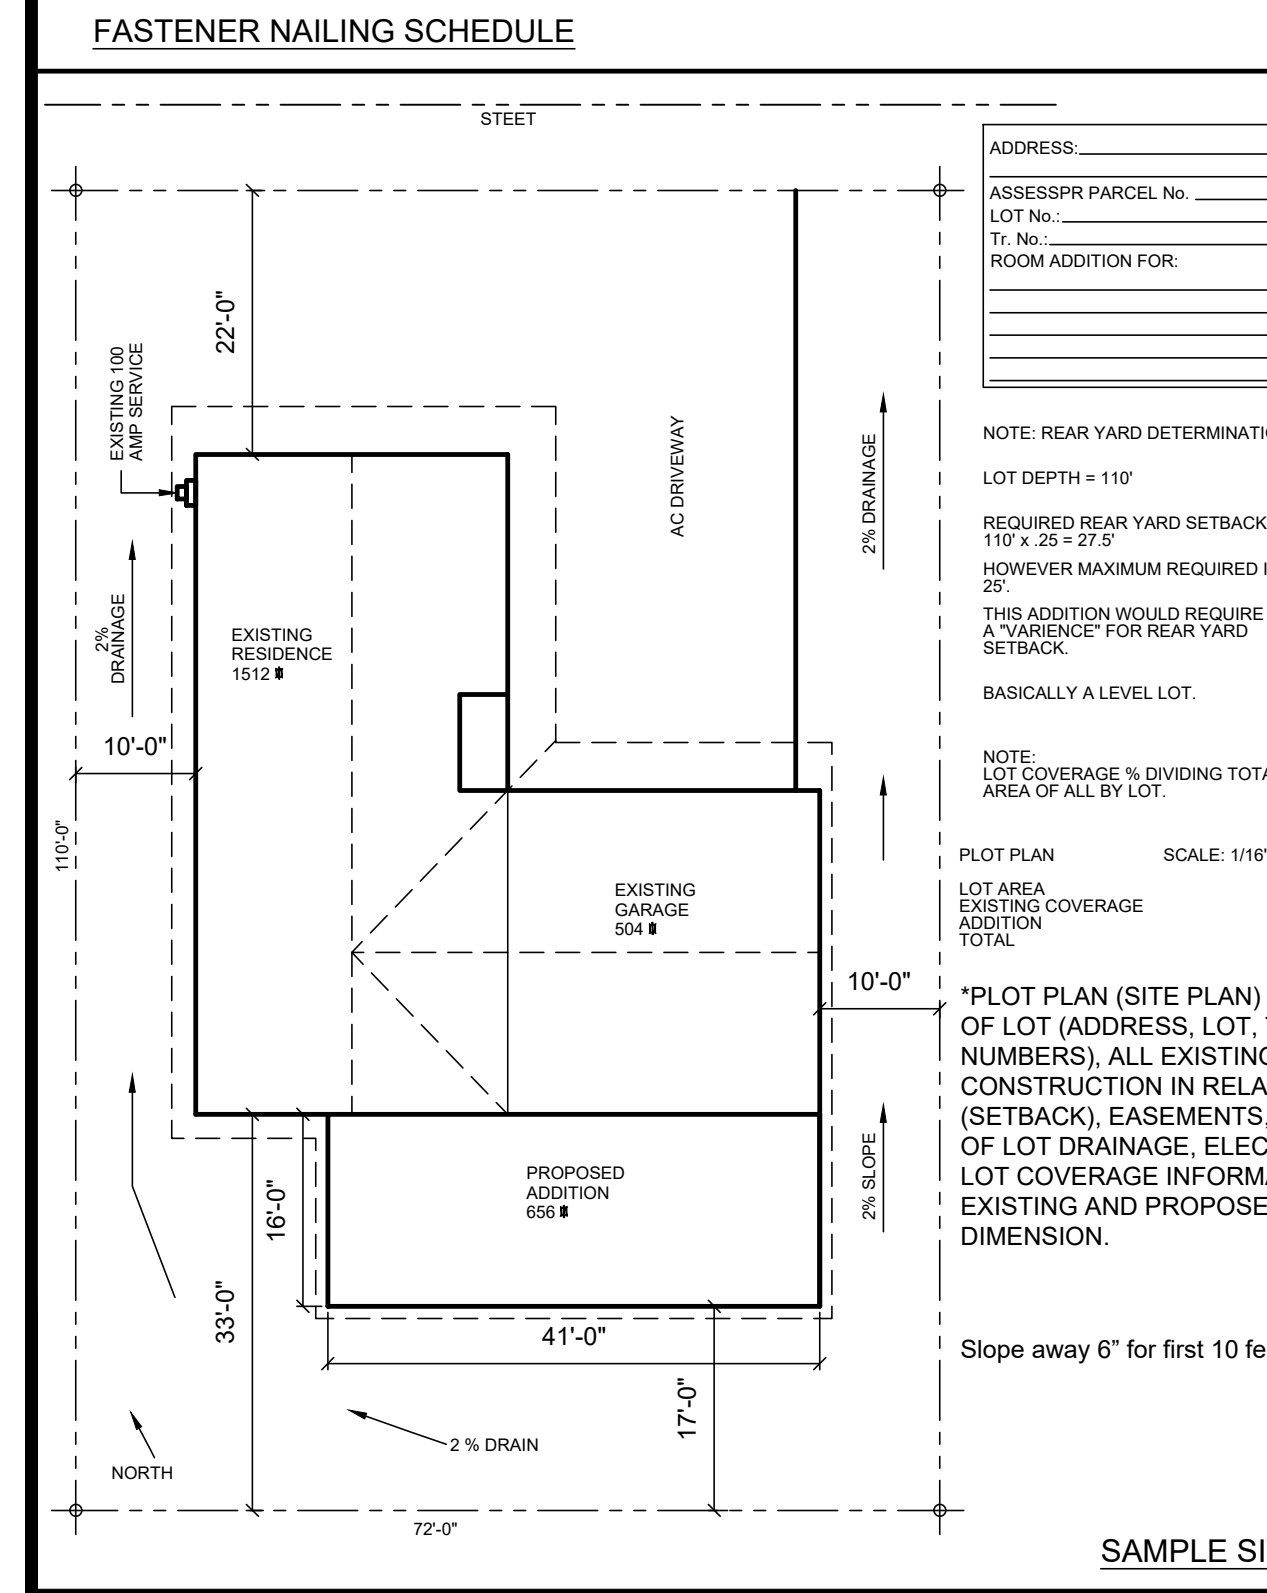 FASTENER NAILING SCHEDULE
STEET
ADDRESS:
ASSESSPR PARCEL No.
LOT No.:
Tr. No.:
ROOM ADDITION FOR:
22'-0"
EXISTING 100
AMP SERVICE
AC DRIVEWAY
2% DRAINAGE
NOTE: REAR YARD DETERMINATI
LOT DEPTH = 110'
REQUIRED REAR YARD SETBACK
110' x .25 = 27.5'
HOWEVER MAXIMUM REQUIRED
25'.
THIS ADDITION WOULD REQUIRE
A "VARIENCE" FOR REAR YARD
SETBACK.
BASICALLY A LEVEL LOT.
NOTE:
LOT COVERAGE % DIVIDING TOTA
AREA OF ALL BY LOT.
2%
DRAINAGE
EXISTING
RESIDENCE
1512
10'-0"
110'-0"
PLOT PLAN SCALE: 1/16"
LOT AREA
EXISTING COVERAGE
ADDITION
TOTAL
EXISTING
GARAGE
504
10'-0"
*PLOT PLAN (SITE PLAN)
OF LOT (ADDRESS, LOT,
NUMBERS), ALL EXISTING
CONSTRUCTION IN RELA
(SETBACK), EASEMENTS,
OF LOT DRAINAGE, ELEC
LOT COVERAGE INFORMA
EXISTING AND PROPOSE
DIMENSION.
PROPOSED
ADDITION
656
2% SLOPE
16'-0"
33'-0"
41'-0"
17'-0"
Slope away 6” for first 10 fe
2 % DRAIN
NORTH
72'-0"
SAMPLE SI